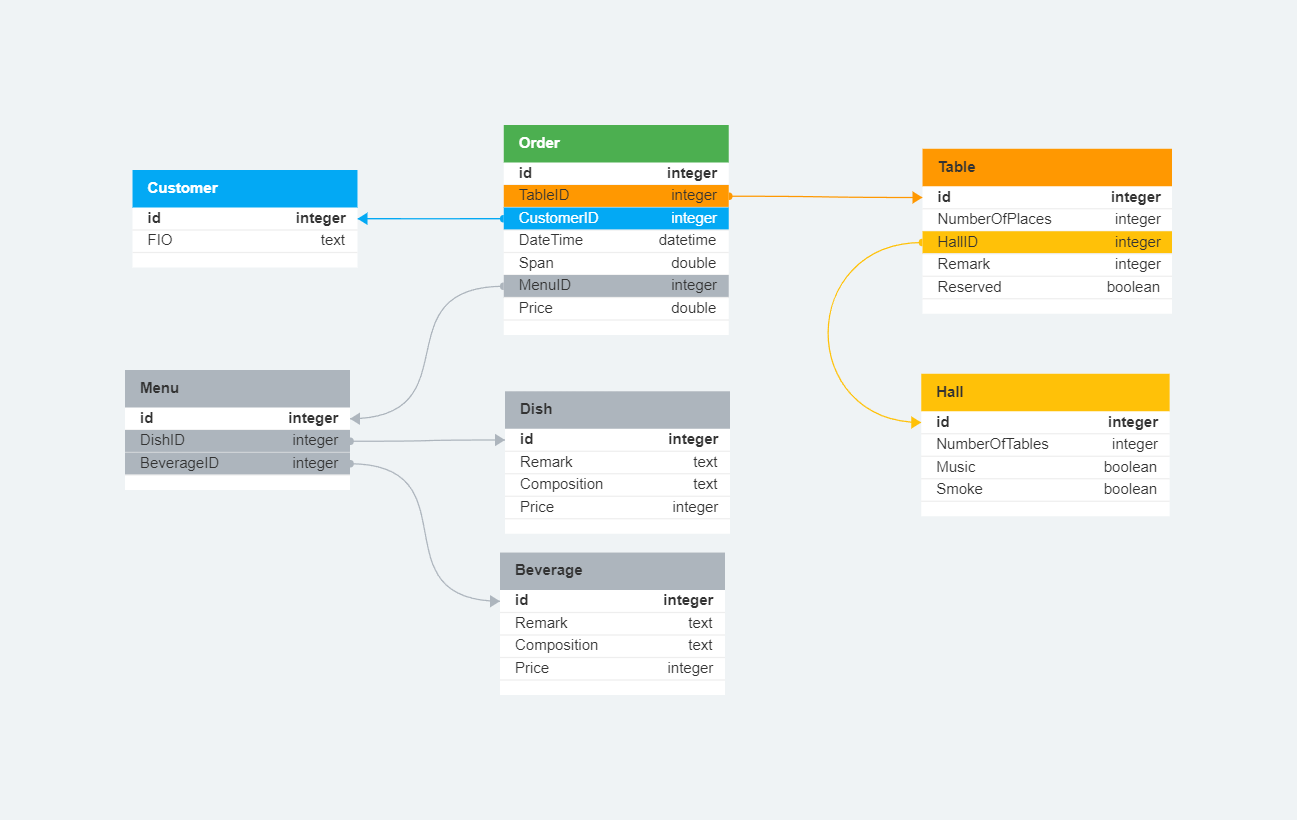 Customer
id integer
FIO text
Order
id integer
TableID integer
CustomerID integer
DateTime datetime
Span double
MenuID integer
Price double
Table
id integer
NumberOfPlaces integer
HallID integer
Remark integer
Reserved boolean
Menu
id integer
DishID integer
BeverageID integer
Dish
id integer
Remark text
Composition text
Price integer
Hall
id integer
NumberOfTables integer
Music boolean
Smoke boolean
Beverage
id integer
Remark text
Composition text
Price integer